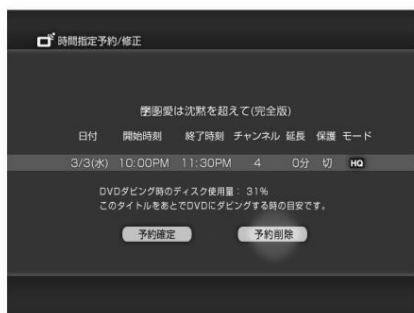 時間指定予約/修正
愛は沈黙を超えて(完全版)
日付 開始時刻 終了時刻 チャンネル 延長 保護 モード
3/3(水) 10:00PM 11:30PM 4 0分 切 HQ
DVDダビング時のディスク使用量: 31%
このタイトルをあとでDVDにダビングする時の目安です。
予約確定 予約削除